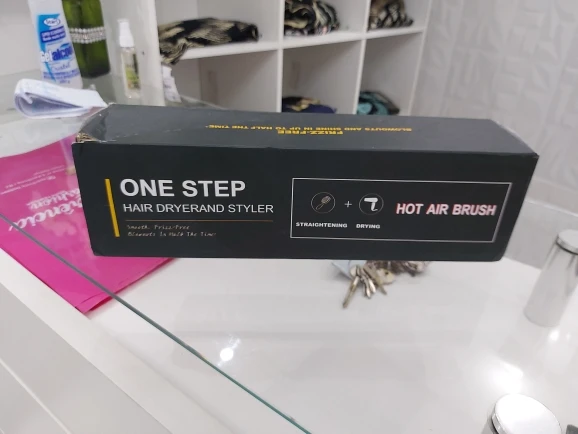 FRIZZ-FREE
BLOWOUTS AND SHINE IN UP TO HALF THE TIME*
ONE STEP
HAIR DRYERAND STYLER
Smooth, Frizz-Free
Blowouts In Half the Time
STRAIGHTENING + DRYING
HOT AIR BRUSH